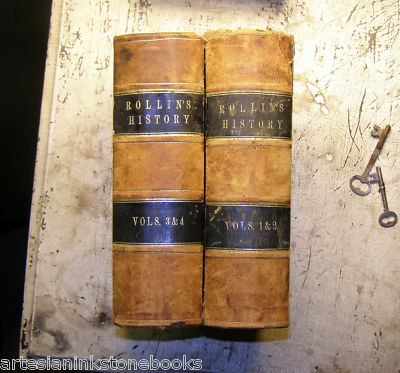 ROLLIN'S
HISTORY
VOLS. 3&4
ROLLIN'S
HISTORY
VOLS. 1&2
artesianinkstonebooks